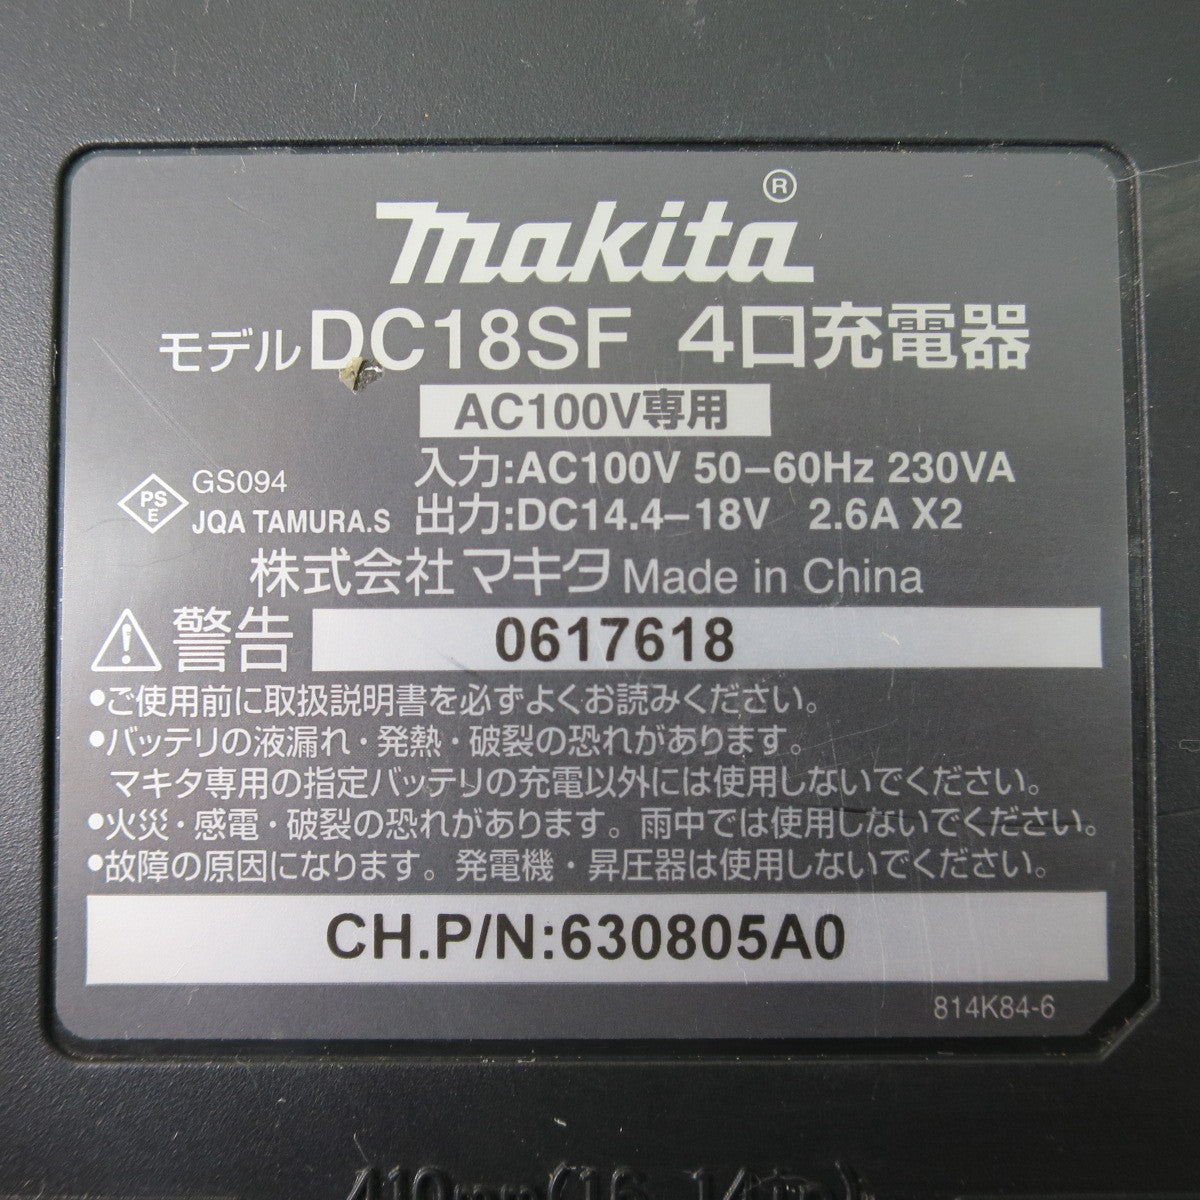 makita®
モデル DC18SF 4口充電器
AC100V専用
入力:AC100V 50–60Hz 230VA
出力:DC14.4–18V 2.6A X2
PS
E
GS094
JQA TAMURA.S
株式会社 マキタ Made in China
警告 0617618
•ご使用前に取扱説明書を必ずよくお読みください。
•バッテリの液漏れ・発熱・破裂の恐れがあります。
マキタ専用の指定バッテリの充電以外には使用しないでください。
•火災・感電・破裂の恐れがあります。雨中では使用しないでください。
•故障の原因になります。発電機・昇圧器は使用しないでください。
CH.P/N:630805A0
814K84-6
410mm(16-1/4in)